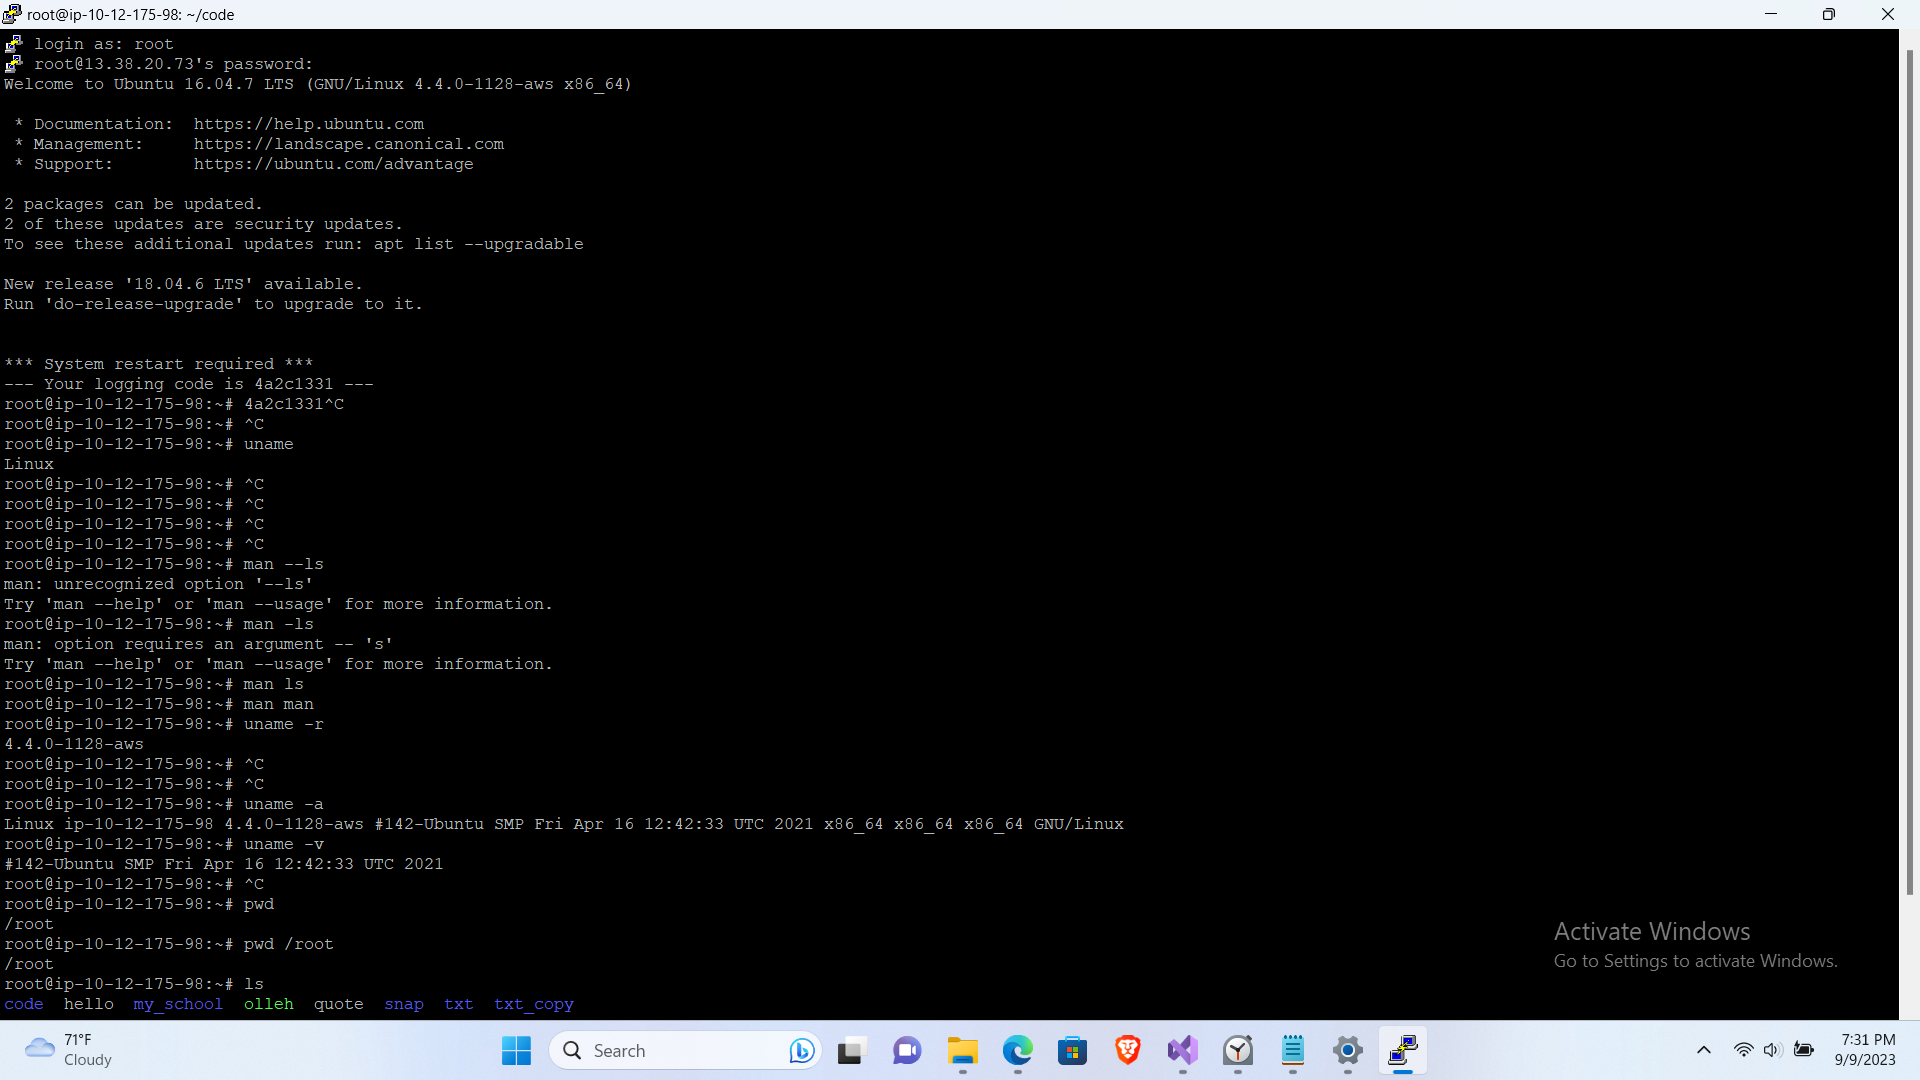 root@ip-10-12-175-98: ~/code
login as: root
root@13.38.20.73's password:
Welcome to Ubuntu 16.04.7 LTS (GNU/Linux 4.4.0-1128-aws x86_64)
* Documentation:  https://help.ubuntu.com
* Management:     https://landscape.canonical.com
* Support:        https://ubuntu.com/advantage
2 packages can be updated.
2 of these updates are security updates.
To see these additional updates run: apt list --upgradable
New release '18.04.6 LTS' available.
Run 'do-release-upgrade' to upgrade to it.
*** System restart required ***
--- Your logging code is 4a2c1331 ---
root@ip-10-12-175-98:~# 4a2c1331^C
root@ip-10-12-175-98:~# ^C
root@ip-10-12-175-98:~# uname
Linux
root@ip-10-12-175-98:~# ^C
root@ip-10-12-175-98:~# ^C
root@ip-10-12-175-98:~# ^C
root@ip-10-12-175-98:~# ^C
root@ip-10-12-175-98:~# man --ls
man: unrecognized option '--ls'
Try 'man --help' or 'man --usage' for more information.
root@ip-10-12-175-98:~# man -ls
man: option requires an argument -- 's'
Try 'man --help' or 'man --usage' for more information.
root@ip-10-12-175-98:~# man ls
root@ip-10-12-175-98:~# man man
root@ip-10-12-175-98:~# uname -r
4.4.0-1128-aws
root@ip-10-12-175-98:~# ^C
root@ip-10-12-175-98:~# ^C
root@ip-10-12-175-98:~# uname -a
Linux ip-10-12-175-98 4.4.0-1128-aws #142-Ubuntu SMP Fri Apr 16 12:42:33 UTC 2021 x86_64 x86_64 x86_64 GNU/Linux
root@ip-10-12-175-98:~# uname -v
#142-Ubuntu SMP Fri Apr 16 12:42:33 UTC 2021
root@ip-10-12-175-98:~# ^C
root@ip-10-12-175-98:~# pwd
/root
root@ip-10-12-175-98:~# pwd /root
/root
root@ip-10-12-175-98:~# ls
code  hello  my_school  olleh  quote  snap  txt  txt_copy
Activate Windows
Go to Settings to activate Windows.
71°F
Cloudy
Search
7:31 PM
9/9/2023